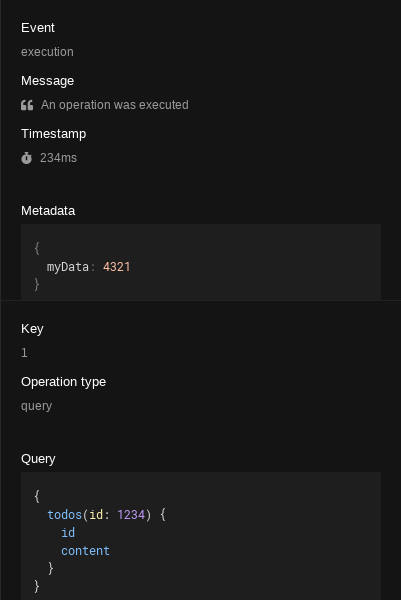 Event
execution
Message
An operation was executed
Timestamp
234ms
Metadata
{
  myData: 4321
}
Key
1
Operation type
query
Query
{
  todos(id: 1234) {
    id
    content
  }
}